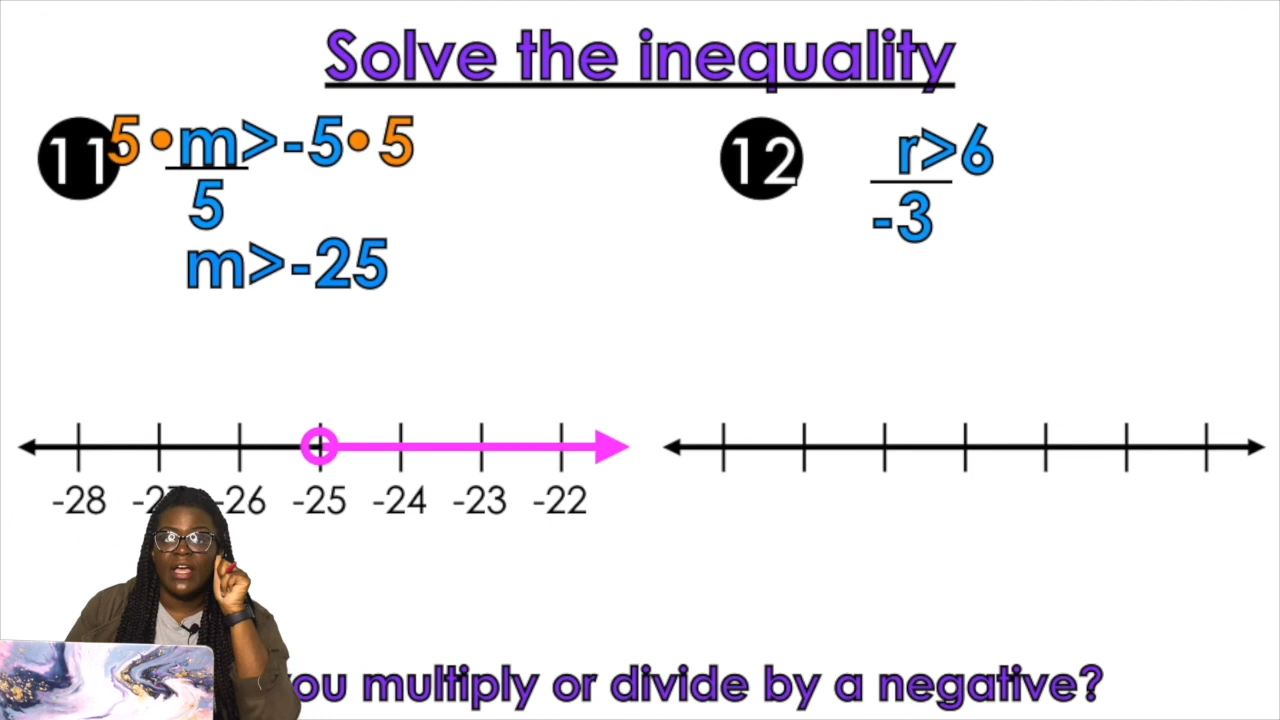 Solve the inequality
11
5•m>-5•5
5
m>-25
12
r>6
-3
-28 -26 -25 -24 -23 -22
you multiply or divide by a negative?